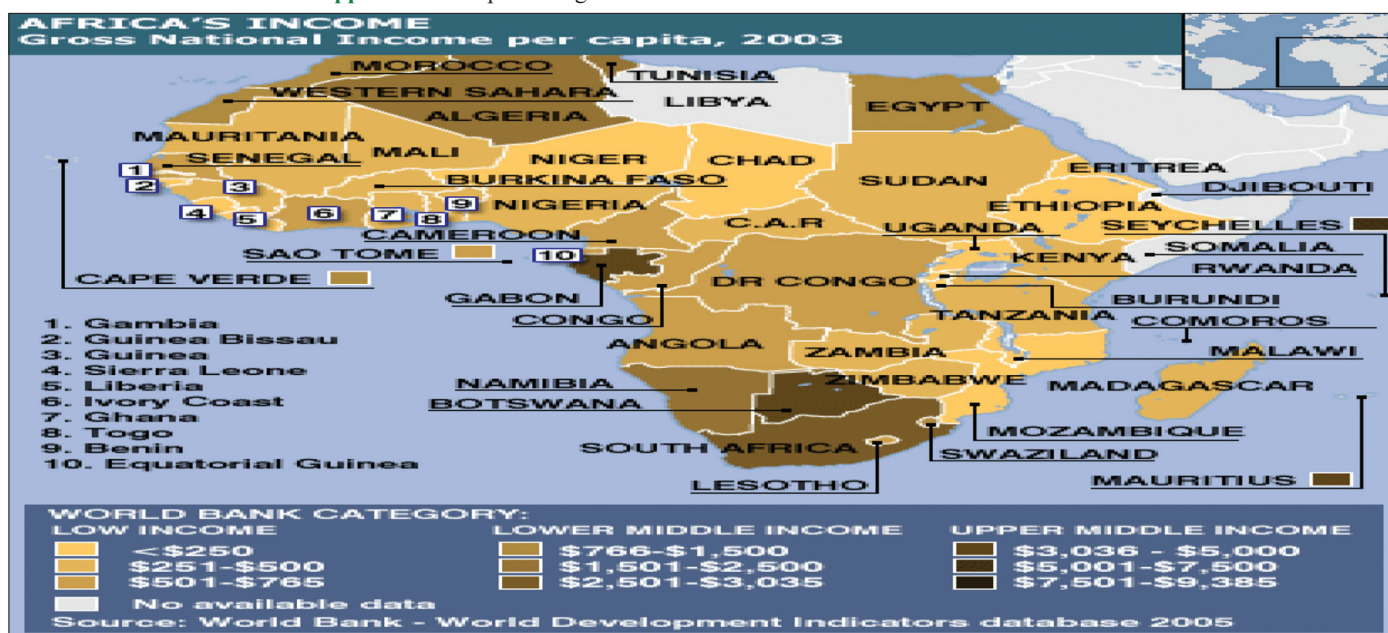 AFRICA'S INCOME
Gross National Income per capita, 2003
MOROCCO
TUNISIA
WESTERN SAHARA
LIBYA
EGYPT
ALGERIA
MAURITANIA
MALI
SENEGAL
NIGER
CHAD
ERITREA
1
2
3
BURKINA FASO
SUDAN
DJIBOUTI
4
5
6
7
8
9
NIGERIA
ETHIOPIA
C.A.R
UGANDA
SEYCHELLES
CAMEROON
SAO TOME
10
KENYA
SOMALIA
RWANDA
CAPE VERDE
DR CONGO
GABON
BURUNDI
CONGO
TANZANIA
COMOROS
ANGOLA
ZAMBIA
MALAWI
NAMIBIA
ZIMBABWE
MADAGASCAR
BOTSWANA
MOZAMBIQUE
SOUTH AFRICA
SWAZILAND
LESOTHO
MAURITIUS
1. Gambia
2. Guinea Bissau
3. Guinea
4. Sierra Leone
5. Liberia
6. Ivory Coast
7. Ghana
8. Togo
9. Benin
10. Equatorial Guinea
WORLD BANK CATEGORY:
LOW INCOME
<$250
$251-$500
$501-$765
No available data
LOWER MIDDLE INCOME
$766-$1,500
$1,501-$2,500
$2,501-$3,035
UPPER MIDDLE INCOME
$3,036 - $5,000
$5,001-$7,500
$7,501-$9,385
Source: World Bank - World Development Indicators database 2005